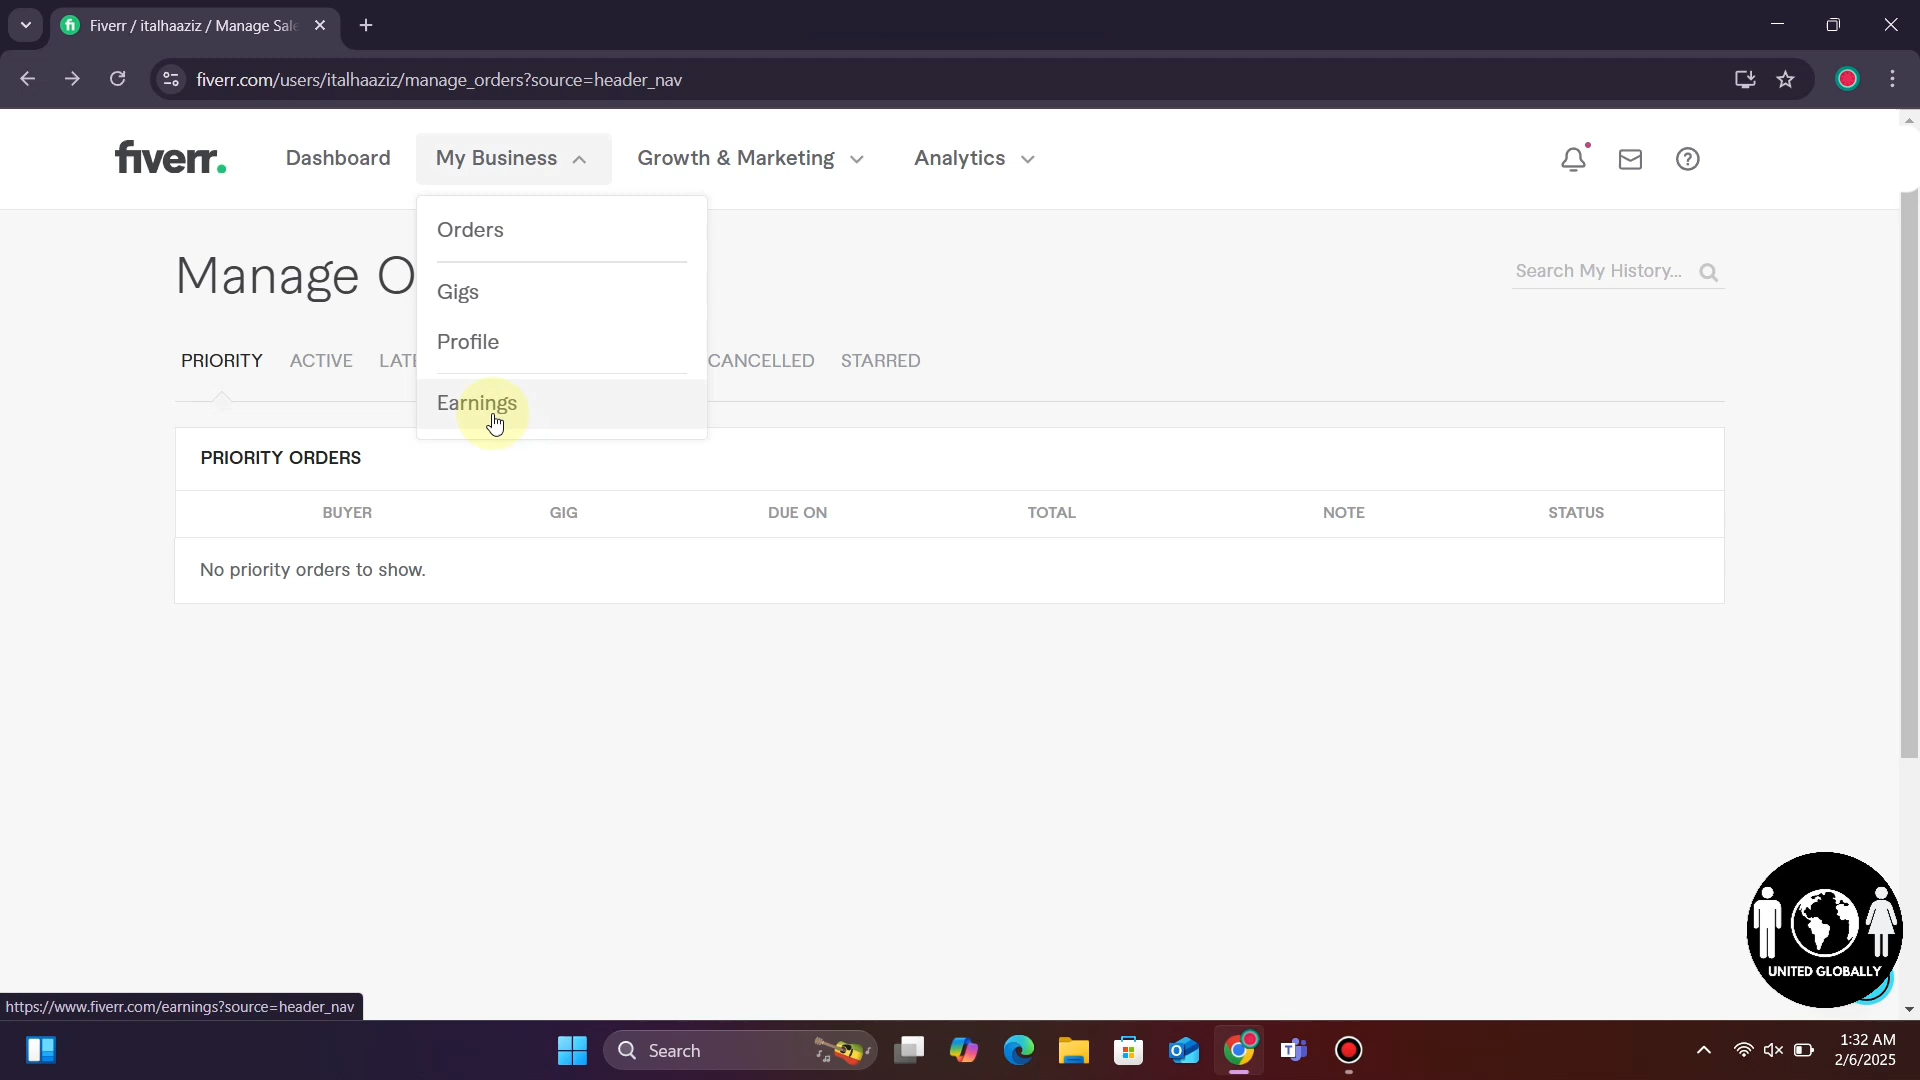 Fiverr / italhaaziz / Manage Sale
fiverr.com/users/italhaaziz/manage_orders?source=header_nav
fiverr.
Dashboard
My Business
Growth & Marketing
Analytics
Orders
Gigs
Profile
Earnings
Manage O
Search My History...
PRIORITY
ACTIVE
LATE
CANCELLED
STARRED
PRIORITY ORDERS
BUYER
GIG
DUE ON
TOTAL
NOTE
STATUS
No priority orders to show.
UNITED GLOBALLY
https://www.fiverr.com/earnings?source=header_nav
Search
1:32 AM
2/6/2025